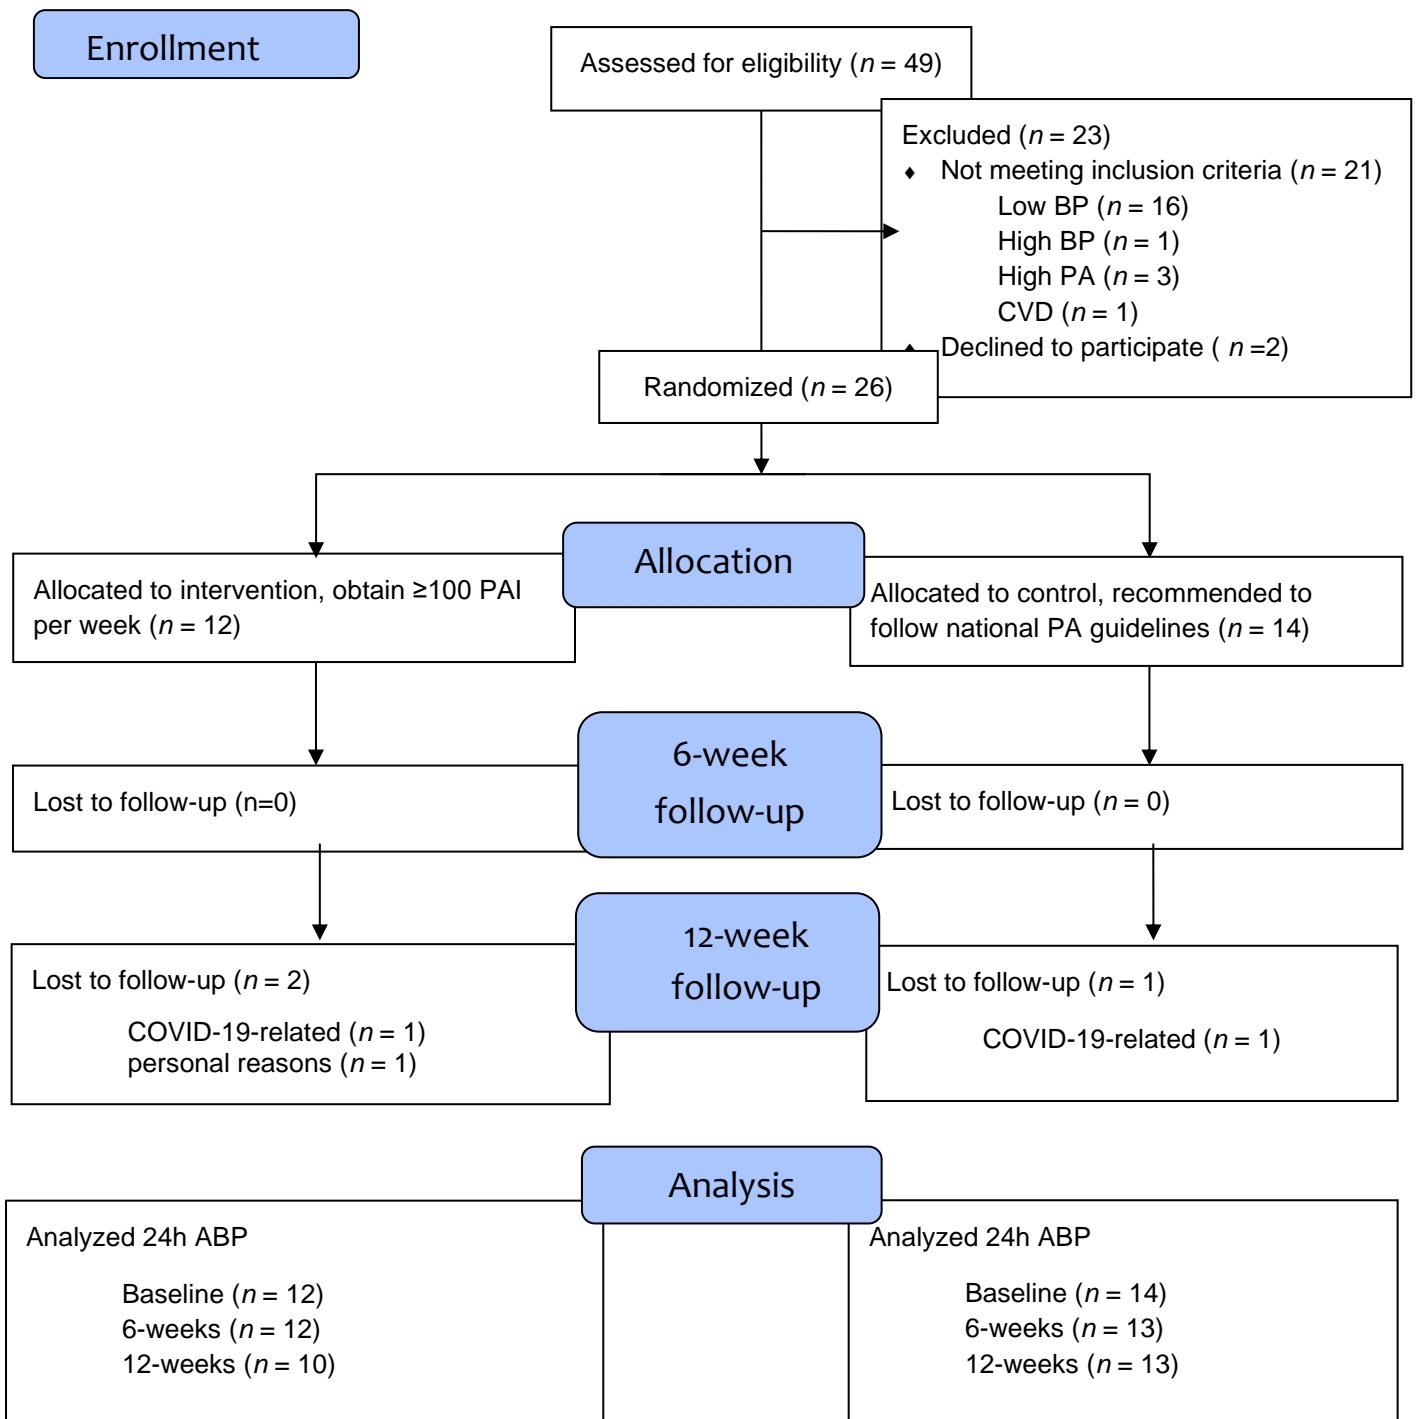 Enrollment
Assessed for eligibility (n = 49)
Excluded (n = 23)
⬧ Not meeting inclusion criteria (n = 21)
Low BP (n = 16)
High BP (n = 1)
High PA (n = 3)
CVD (n = 1)
⬧ Declined to participate ( n =2)
Randomized (n = 26)
Allocation
Allocated to intervention, obtain ≥100 PAI
per week (n = 12)
Allocated to control, recommended to
follow national PA guidelines (n = 14)
6-week
follow-up
Lost to follow-up (n=0)
Lost to follow-up (n = 0)
12-week
follow-up
Lost to follow-up (n = 2)
COVID-19-related (n = 1)
personal reasons (n = 1)
Lost to follow-up (n = 1)
COVID-19-related (n = 1)
Analysis
Analyzed 24h ABP
Baseline (n = 12)
6-weeks (n = 12)
12-weeks (n = 10)
Analyzed 24h ABP
Baseline (n = 14)
6-weeks (n = 13)
12-weeks (n = 13)